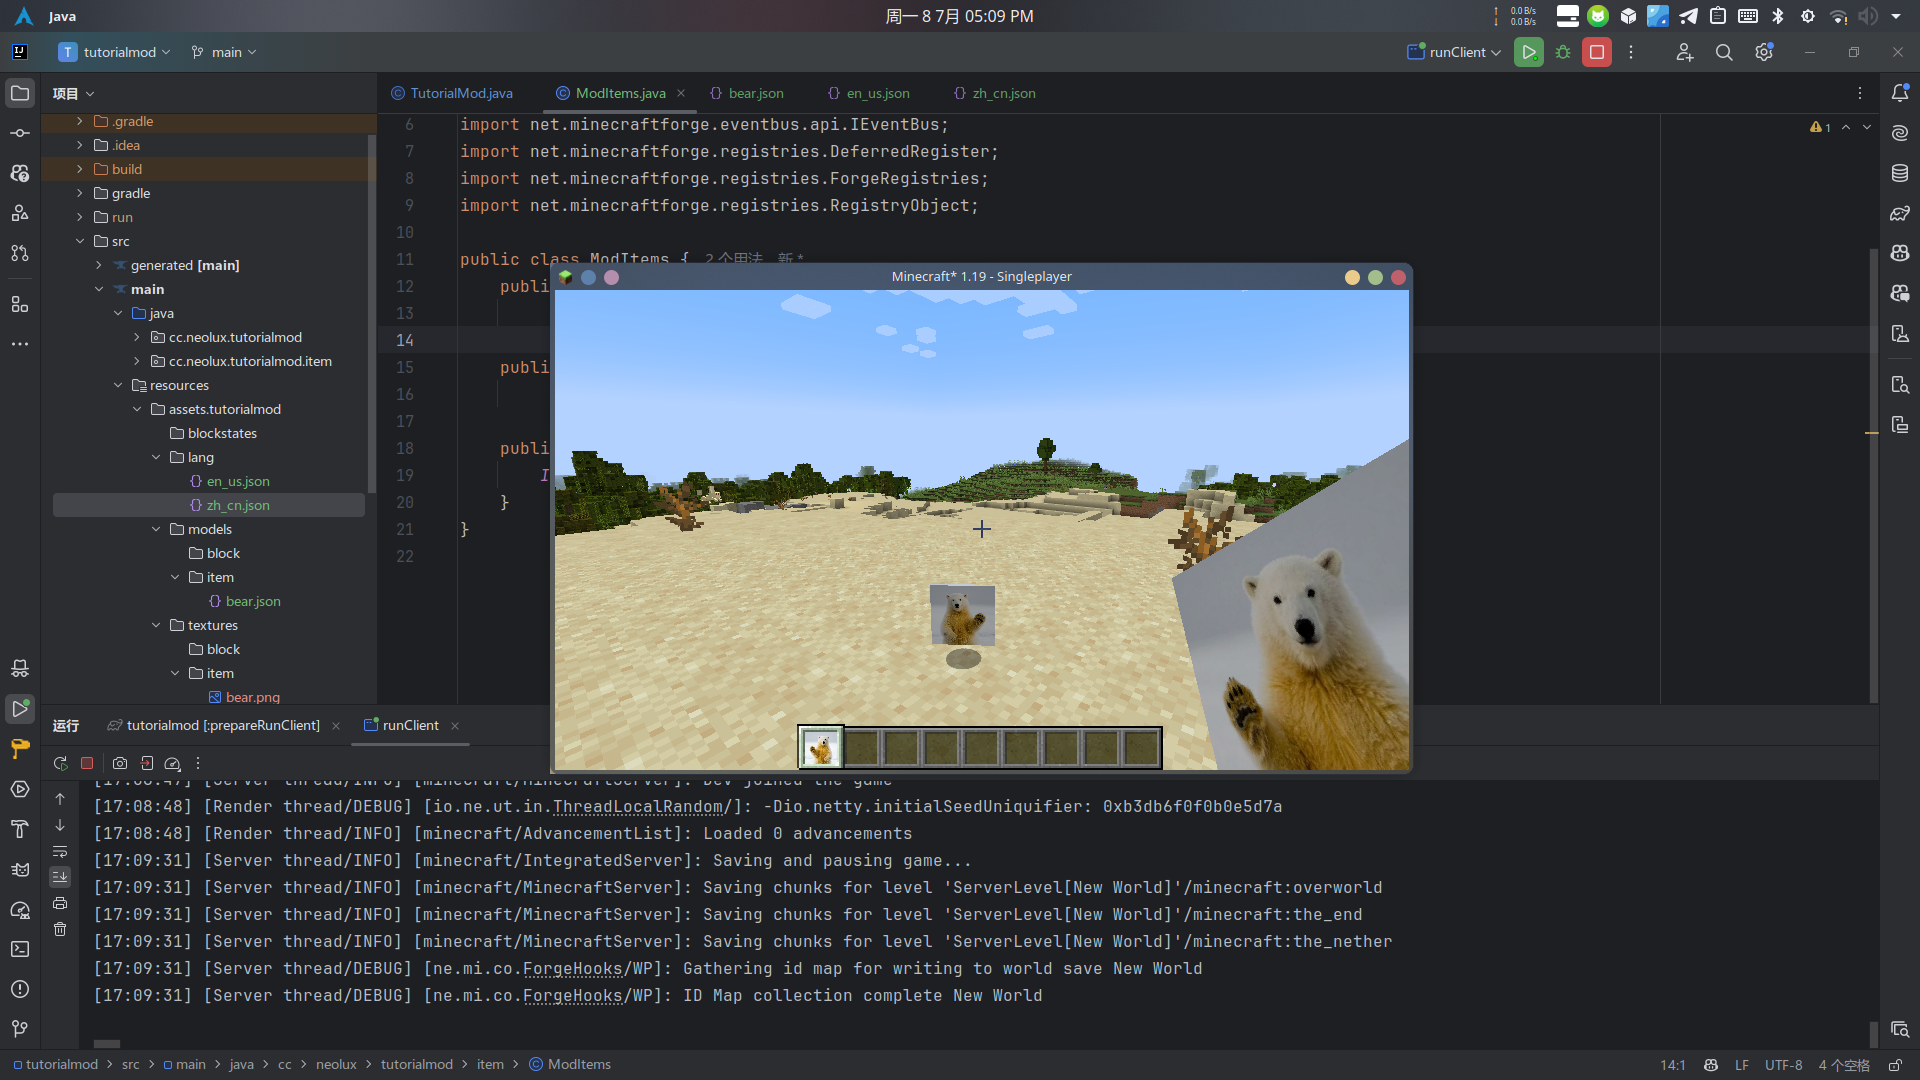 Java
周一 8 7月 05:09 PM
0.0 B/s
0.0 B/s
T tutorialmod
main
runClient
项目
TutorialMod.java
ModItems.java
bear.json
en_us.json
zh_cn.json
.gradle
.idea
build
gradle
run
src
generated [main]
main
java
cc.neolux.tutorialmod
cc.neolux.tutorialmod.item
resources
assets.tutorialmod
blockstates
lang
en_us.json
zh_cn.json
models
block
item
bear.json
textures
block
item
bear.png
1
6 import net.minecraftforge.eventbus.api.IEventBus;
7 import net.minecraftforge.registries.DeferredRegister;
8 import net.minecraftforge.registries.ForgeRegistries;
9 import net.minecraftforge.registries.RegistryObject;
10
11 public class ModItems { 2 个用法 新 *
12 publi
13
14
15 publi
16
17
18 publi
19 I
20 }
21 }
22
Minecraft* 1.19 - Singleplayer
运行
tutorialmod [:prepareRunClient]
runClient
[17:08:47] [Server thread/INFO] [minecraft/MinecraftServer]: Dev joined the game
[17:08:48] [Render thread/DEBUG] [io.ne.ut.in.ThreadLocalRandom/]: -Dio.netty.initialSeedUniquifier: 0xb3db6f0f0b0e5d7a
[17:08:48] [Render thread/INFO] [minecraft/AdvancementList]: Loaded 0 advancements
[17:09:31] [Server thread/INFO] [minecraft/IntegratedServer]: Saving and pausing game...
[17:09:31] [Server thread/INFO] [minecraft/MinecraftServer]: Saving chunks for level 'ServerLevel[New World]'/minecraft:overworld
[17:09:31] [Server thread/INFO] [minecraft/MinecraftServer]: Saving chunks for level 'ServerLevel[New World]'/minecraft:the_end
[17:09:31] [Server thread/INFO] [minecraft/MinecraftServer]: Saving chunks for level 'ServerLevel[New World]'/minecraft:the_nether
[17:09:31] [Server thread/DEBUG] [ne.mi.co.ForgeHooks/WP]: Gathering id map for writing to world save New World
[17:09:31] [Server thread/DEBUG] [ne.mi.co.ForgeHooks/WP]: ID Map collection complete New World
tutorialmod > src > main > java > cc > neolux > tutorialmod > item > ModItems
14:1
LF
UTF-8
4 个空格